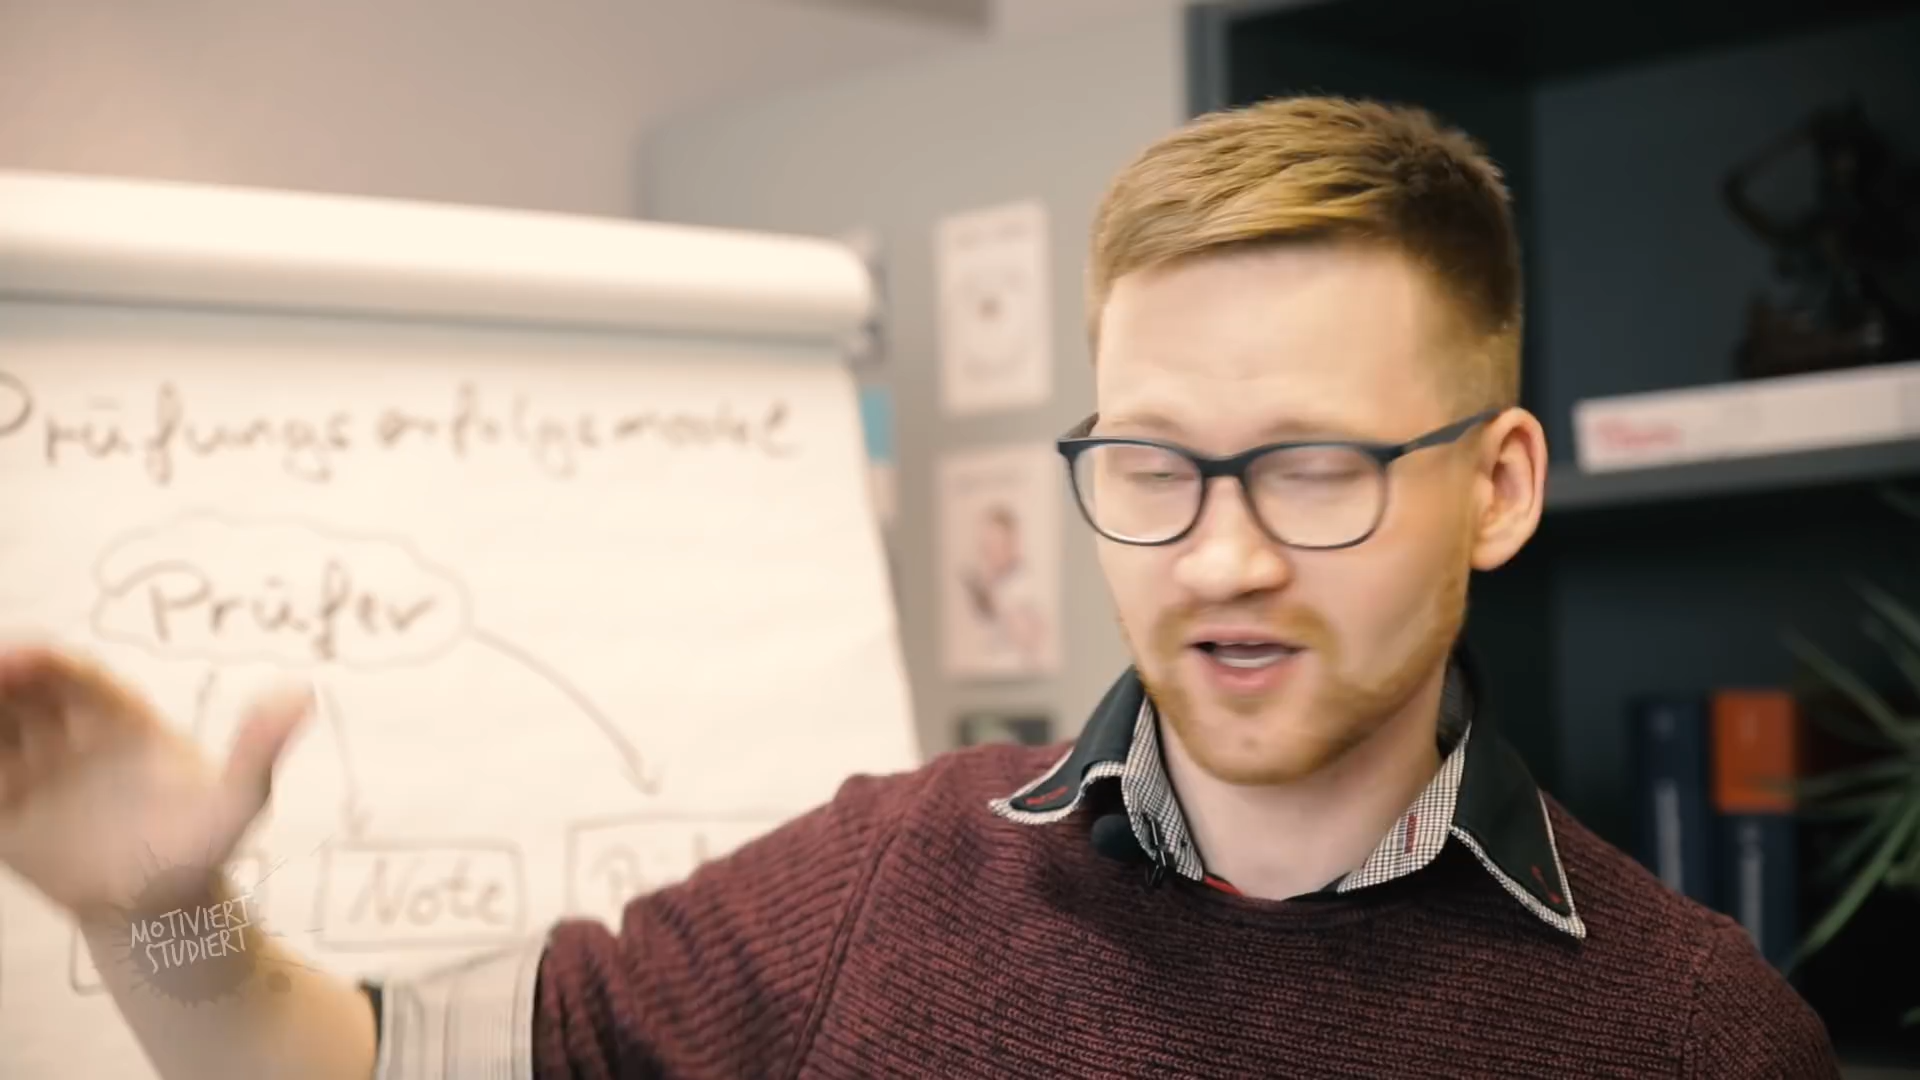 Prüfungserfolgsmodell
Prüfer
Note
MOTIVIERT
STUDIERT